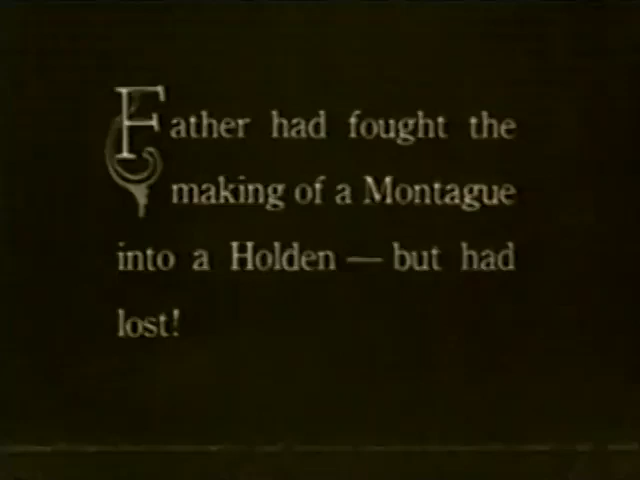 Father had fought the
making of a Montague
into a Holden — but had
lost!